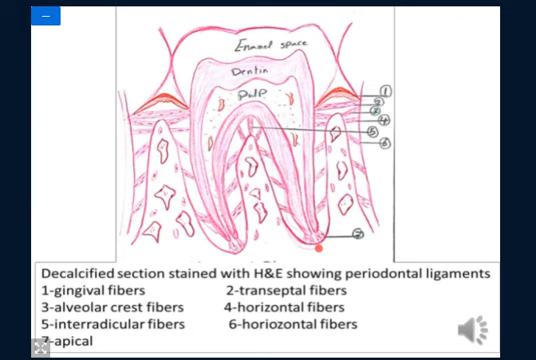 Enamel space
Dentin
PulP
1
2
3
4
5
6
7
Decalcified section stained with H&E showing periodontal ligaments
1-gingival fibers 2-transeptal fibers
3-alveolar crest fibers 4-horizontal fibers
5-interradicular fibers 6-horiozontal fibers
7-apical